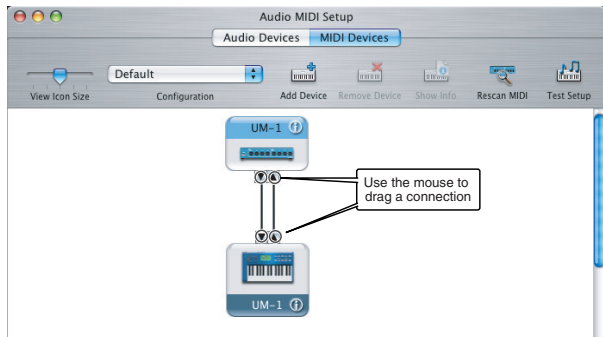 Audio MIDI Setup
Audio Devices MIDI Devices
Default
View Icon Size Configuration Add Device Remove Device Show Info Rescan MIDI Test Setup
UM-1
Use the mouse to
drag a connection
UM-1